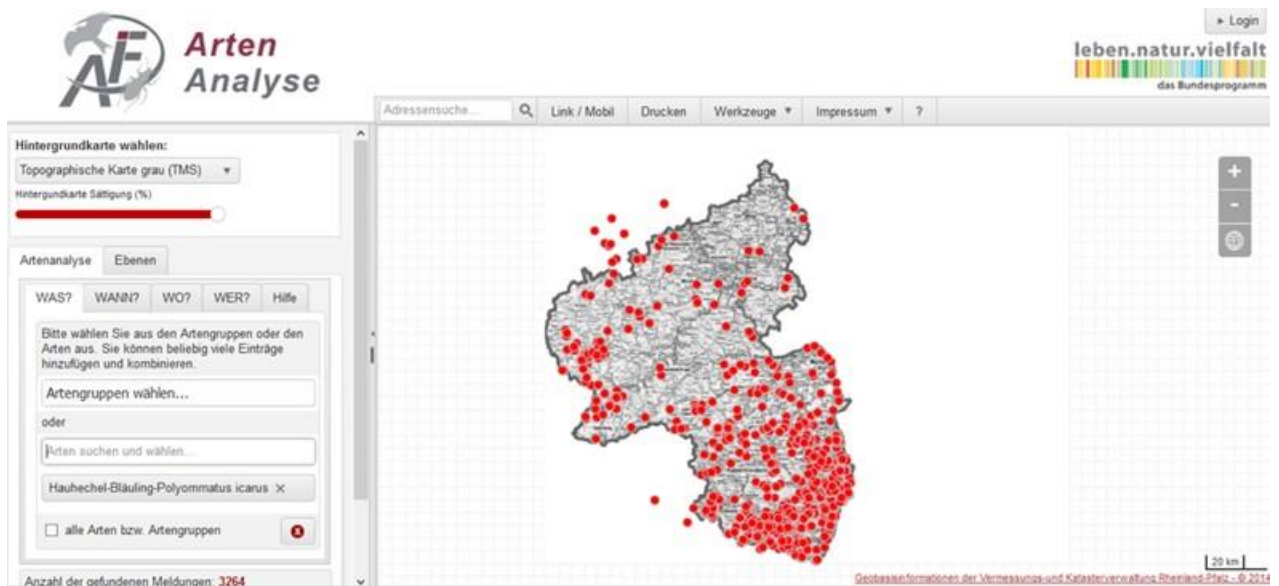 Login
AF
Arten
Analyse
leben.natur.vielfalt
das Bundesprogramm
Adressensuche...
Link / Mobil
Drucken
Werkzeuge
Impressum
?
Hintergrundkarte wählen:
Topographische Karte grau (TMS)
Hintergundkarte Sättigung (%)
Artenanalyse
Ebenen
WAS?
WANN?
WO?
WER?
Hilfe
Bitte wählen Sie aus den Artengruppen oder den
Arten aus. Sie können beliebig viele Einträge
hinzufügen und kombinieren.
Artengruppen wählen...
oder
Arten suchen und wählen...
Hauhechel-Bläuling-Polyommatus icarus ×
alle Arten bzw. Artengruppen
Anzahl der gefundenen Meldungen: 3264
+
-
20 km
Geobasisinformationen der Vermessungs-und Katasterverwaltung Rheinland-Pfalz - © 201